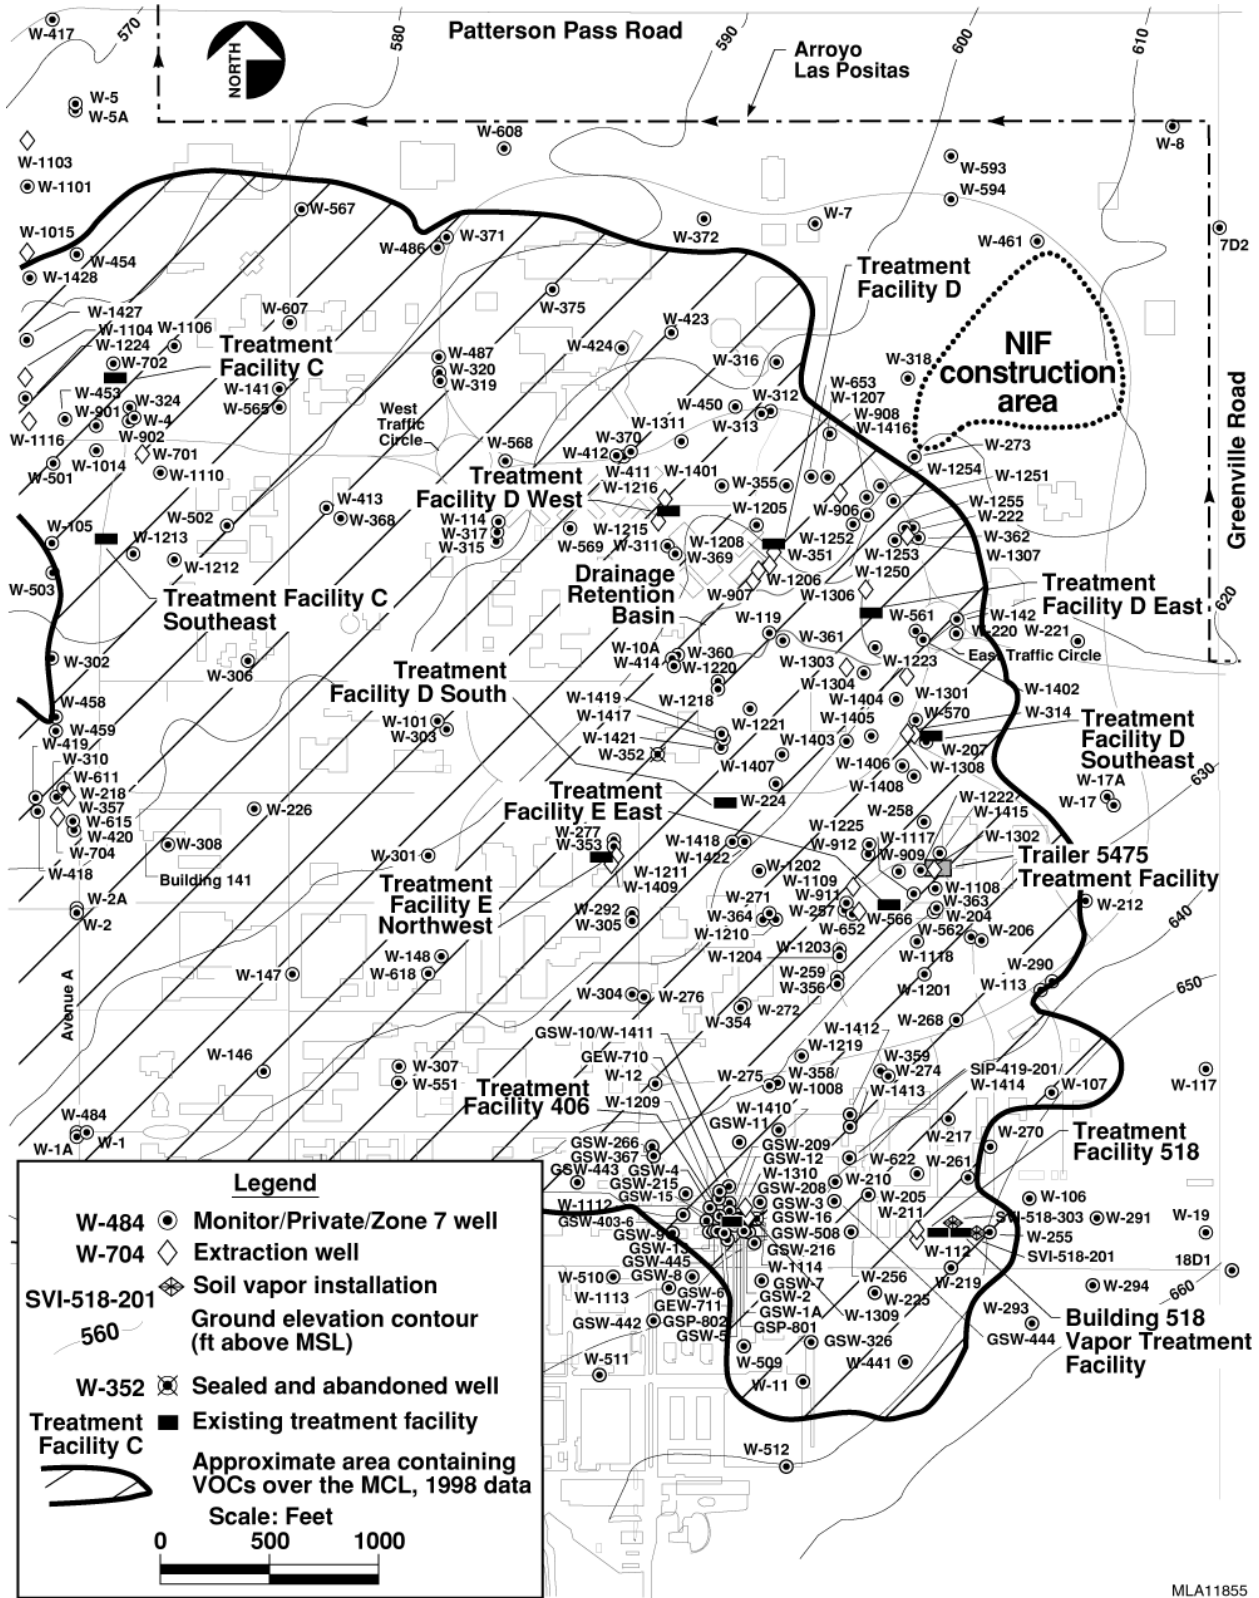 570
580
590
600
610
Patterson Pass Road
NORTH
Arroyo
Las Positas
W-417
W-5
W-5A
W-608
W-8
W-1103
W-1101
W-593
W-594
W-567
W-7
W-1015
W-371
W-372
W-461
7D2
W-486
W-454
W-1428
Treatment
Facility D
W-375
W-1427
W-607
W-423
NIF
construction
area
W-1104
W-1106
W-1224
W-424
Treatment
Facility C
W-702
W-487
W-316
W-318
W-320
W-319
W-453
W-141
W-653
W-324
W-312
W-1207
W-901
W-565
West
Traffic
Circle
W-450
W-4
W-1311
W-313
W-908
W-1416
Greenville Road
W-1116
W-902
W-568
W-370
W-412
W-273
W-701
W-501
W-1014
W-1110
W-411
W-1401
W-1254
Treatment
Facility D West
W-1216
W-355
W-1251
W-413
W-1255
W-105
W-502
W-368
W-114
W-1205
W-906
W-222
W-317
W-1215
W-1252
W-362
W-1213
W-315
W-569
W-311
W-1208
W-351
W-1253
W-1307
W-1212
W-369
W-1250
W-503
Drainage
Retention
Basin
W-1206
Treatment
Facility D East
W-907
W-1306
Treatment Facility C
Southeast
620
W-119
W-561
W-142
W-361
W-220
W-221
W-302
W-10A
W-360
East Traffic Circle
W-414
W-1220
W-1303
W-1223
W-306
Treatment
Facility D South
W-1304
W-1402
W-1419
W-1218
W-1404
W-1301
W-458
W-314
W-1417
W-101
W-1221
W-1405
W-570
Treatment
Facility D
Southeast
W-459
W-303
W-1421
W-419
W-352
W-1403
W-207
W-310
W-1407
W-1406
W-1308
W-611
W-1408
W-17A
630
W-218
Treatment
Facility E East
W-224
W-17
W-357
W-226
W-258
W-1222
W-615
W-1415
W-420
W-277
W-1225
W-1117
W-308
W-353
W-1418
W-912
W-1302
W-704
W-301
W-1422
W-909
Trailer 5475
Treatment Facility
W-418
Building 141
W-1211
W-1202
W-1109
Treatment
Facility E
Northwest
W-1409
W-1108
W-2A
W-271
W-911
W-363
W-212
W-2
W-292
W-364
W-257
W-566
W-204
640
W-305
W-1210
W-652
W-562
W-206
Avenue A
W-148
W-1203
W-1118
W-1204
W-290
W-147
W-618
W-259
W-1201
W-113
650
W-304
W-276
W-356
W-272
W-354
W-268
GSW-10/W-1411
W-1412
W-146
GEW-710
W-1219
W-307
W-12
W-275
W-358
W-359
SIP-419-201
W-551
Treatment
Facility 406
W-1209
W-1008
W-274
W-1414
W-107
W-117
W-1413
W-1410
W-484
GSW-11
W-1A
W-1
GSW-266
GSW-209
W-217
W-270
Treatment
Facility 518
GSW-367
GSW-12
W-622
W-261
GSW-443
GSW-4
W-1310
W-210
GSW-215
GSW-208
W-205
W-106
GSW-15
GSW-3
W-1112
W-211
SVI-518-303
W-291
W-19
GSW-403-6
GSW-16
W-255
GSW-9
GSW-508
W-112
SVI-518-201
GSW-13
GSW-216
18D1
GSW-445
W-1114
W-256
W-219
W-510
GSW-8
GSW-7
W-294
660
W-1113
GSW-6
GSW-2
W-225
GEW-711
GSW-1A
W-1309
W-293
GSW-442
GSP-802
GSP-801
Building 518
Vapor Treatment
Facility
GSW-5
GSW-326
GSW-444
W-511
W-509
W-441
W-11
W-512
Legend
W-484 Monitor/Private/Zone 7 well
W-704 Extraction well
SVI-518-201 Soil vapor installation
560 Ground elevation contour
(ft above MSL)
W-352 Sealed and abandoned well
Treatment
Facility C
Existing treatment facility
Approximate area containing
VOCs over the MCL, 1998 data
Scale: Feet
0 500 1000
MLA11855